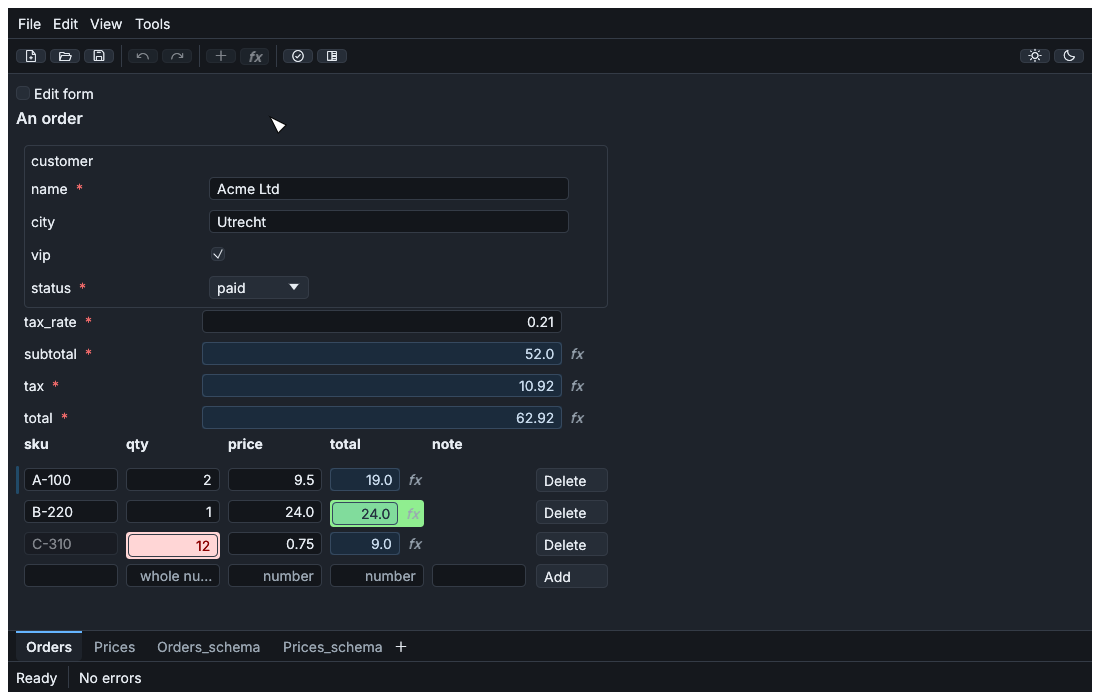 File Edit View Tools
fx
Edit form
An order
customer
name * Acme Ltd
city Utrecht
vip
status * paid
tax_rate * 0.21
subtotal * 52.0 fx
tax * 10.92 fx
total * 62.92 fx
sku qty price total note
A-100 2 9.5 19.0 fx Delete
B-220 1 24.0 24.0 fx Delete
C-310 12 0.75 9.0 fx Delete
whole nu... number number Add
Orders Prices Orders_schema Prices_schema +
Ready No errors